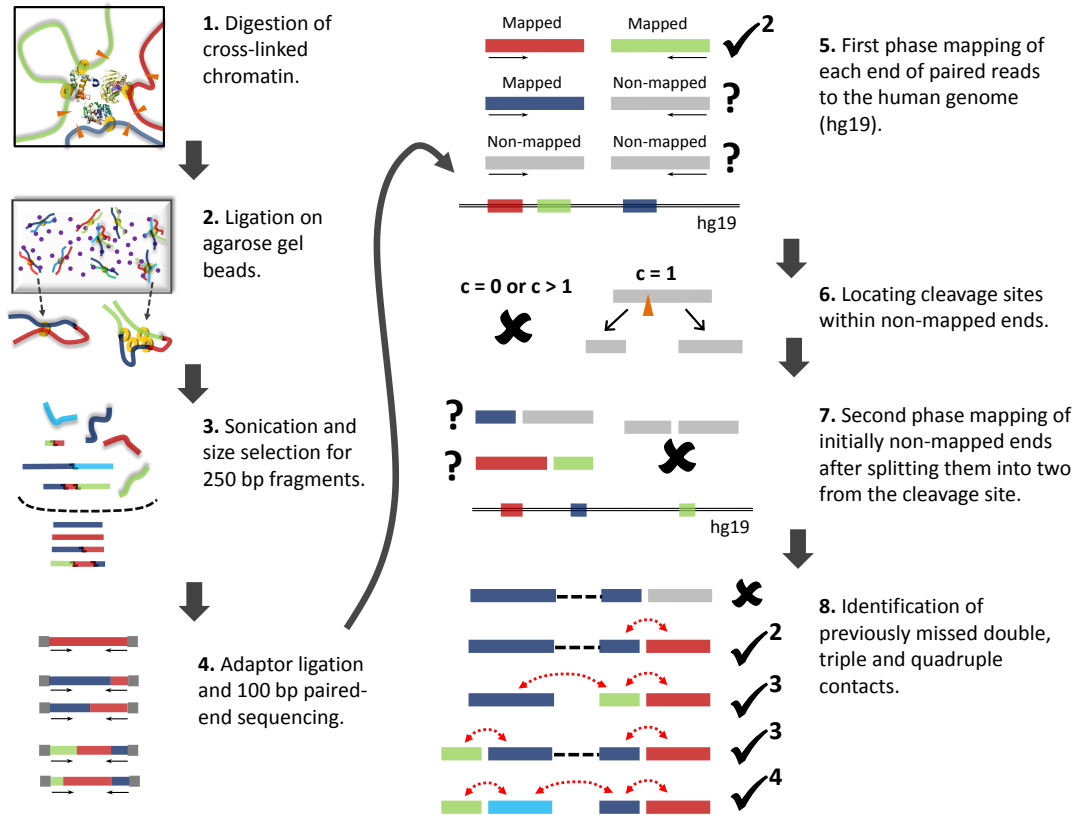 1. Digestion of
cross-linked
chromatin.
2. Ligation on
agarose gel
beads.
3. Sonication and
size selection for
250 bp fragments.
4. Adaptor ligation
and 100 bp paired-
end sequencing.
Mapped
Mapped
2
Mapped
Non-mapped
?
Non-mapped
Non-mapped
?
hg19
5. First phase mapping of
each end of paired reads
to the human genome
(hg19).
c = 0 or c > 1
c = 1
6. Locating cleavage sites
within non-mapped ends.
?
?
hg19
7. Second phase mapping of
initially non-mapped ends
after splitting them into two
from the cleavage site.
2
3
3
4
8. Identification of
previously missed double,
triple and quadruple
contacts.